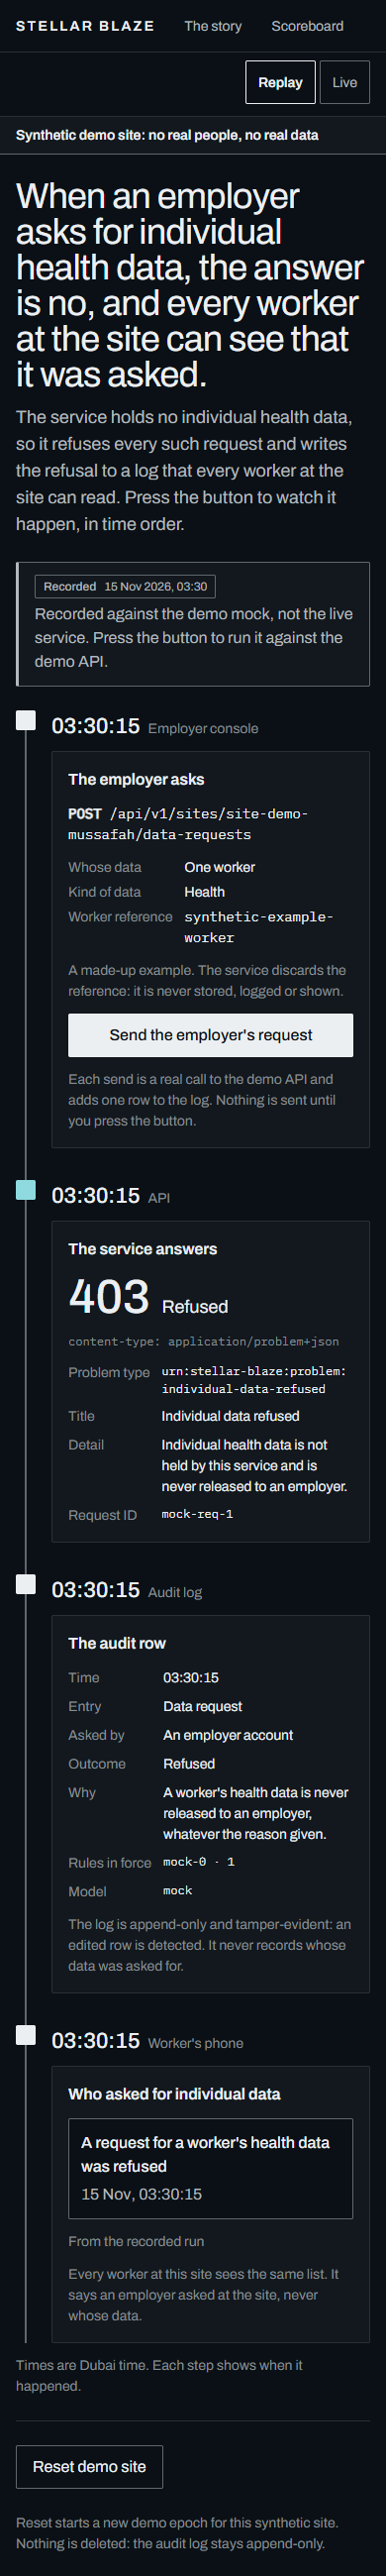 STELLAR BLAZE The story Scoreboard
Replay Live
Synthetic demo site: no real people, no real data
When an employer
asks for individual
health data, the answer
is no, and every worker
at the site can see that
it was asked.
The service holds no individual health data,
so it refuses every such request and writes
the refusal to a log that every worker at the
site can read. Press the button to watch it
happen, in time order.
Recorded 15 Nov 2026, 03:30
Recorded against the demo mock, not the live
service. Press the button to run it against the
demo API.
03:30:15 Employer console
The employer asks
POST /api/v1/sites/site-demo-
mussafah/data-requests
Whose data One worker
Kind of data Health
Worker reference synthetic-example-
worker
A made-up example. The service discards the
reference: it is never stored, logged or shown.
Send the employer's request
Each send is a real call to the demo API and
adds one row to the log. Nothing is sent until
you press the button.
03:30:15 API
The service answers
403 Refused
content-type: application/problem+json
Problem type urn:stellar-blaze:problem:
individual-data-refused
Title Individual data refused
Detail Individual health data is not
held by this service and is
never released to an employer.
Request ID mock-req-1
03:30:15 Audit log
The audit row
Time 03:30:15
Entry Data request
Asked by An employer account
Outcome Refused
Why A worker's health data is never
released to an employer,
whatever the reason given.
Rules in force mock-0 · 1
Model mock
The log is append-only and tamper-evident: an
edited row is detected. It never records whose
data was asked for.
03:30:15 Worker's phone
Who asked for individual data
A request for a worker's health data
was refused
15 Nov, 03:30:15
From the recorded run
Every worker at this site sees the same list. It
says an employer asked at the site, never
whose data.
Times are Dubai time. Each step shows when it
happened.
Reset demo site
Reset starts a new demo epoch for this synthetic site.
Nothing is deleted: the audit log stays append-only.